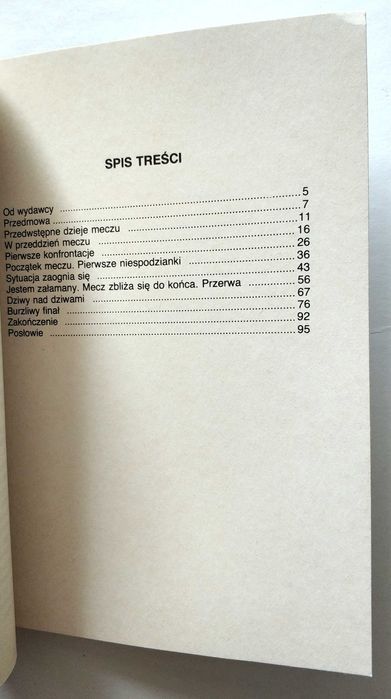 SPIS TREŚCI
Od wydawcy ........ 5
Przedmowa ........ 7
Przedwstępne dzieje meczu ........ 11
W przeddzień meczu ........ 16
Pierwsze konfrontacje ........ 26
Początek meczu. Pierwsze niespodzianki ........ 36
Sytuacja zaognia się ........ 43
Jestem załamany. Mecz zbliża się do końca. Przerwa ........ 56
Dziwy nad dziwami ........ 67
Burzliwy finał ........ 76
Zakończenie ........ 92
Posłowie ........ 95